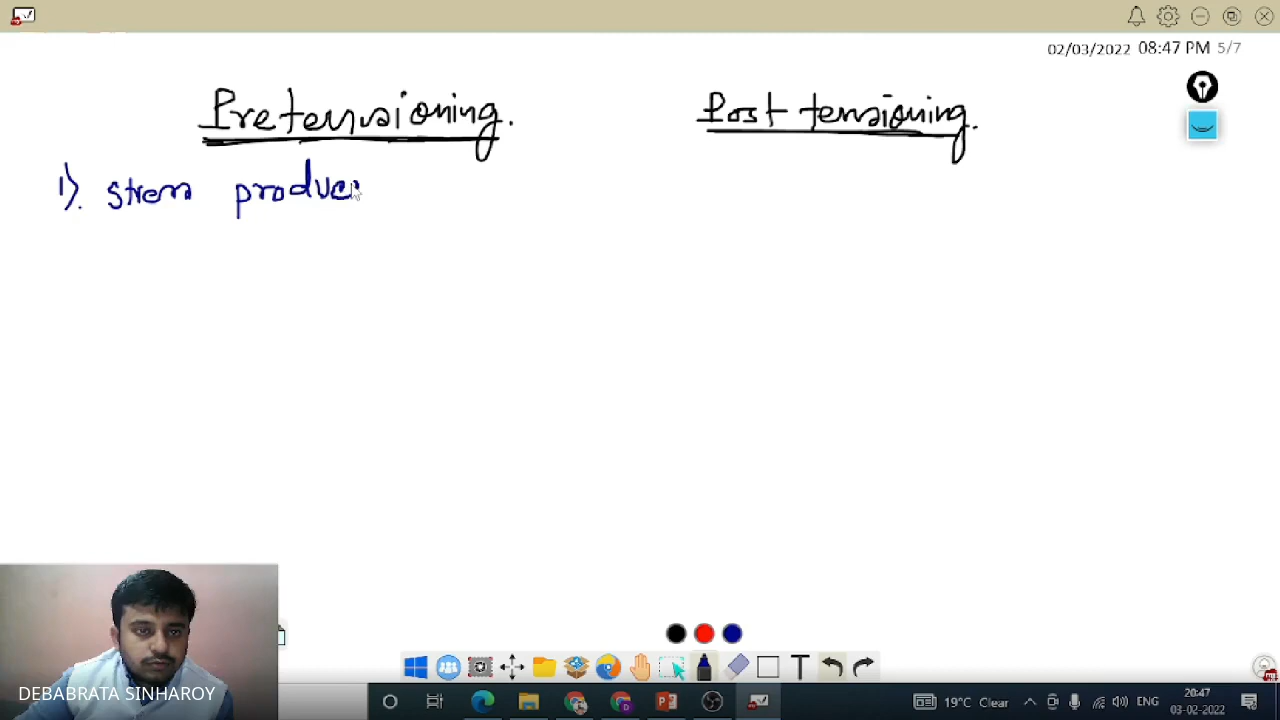 02/03/2022 08:47 PM 5/7
Pretensioning. Post tensioning.
1). stress produce
DEBABRATA SINHAROY
T
19°C Clear
ENG
20:47
03-02-2022